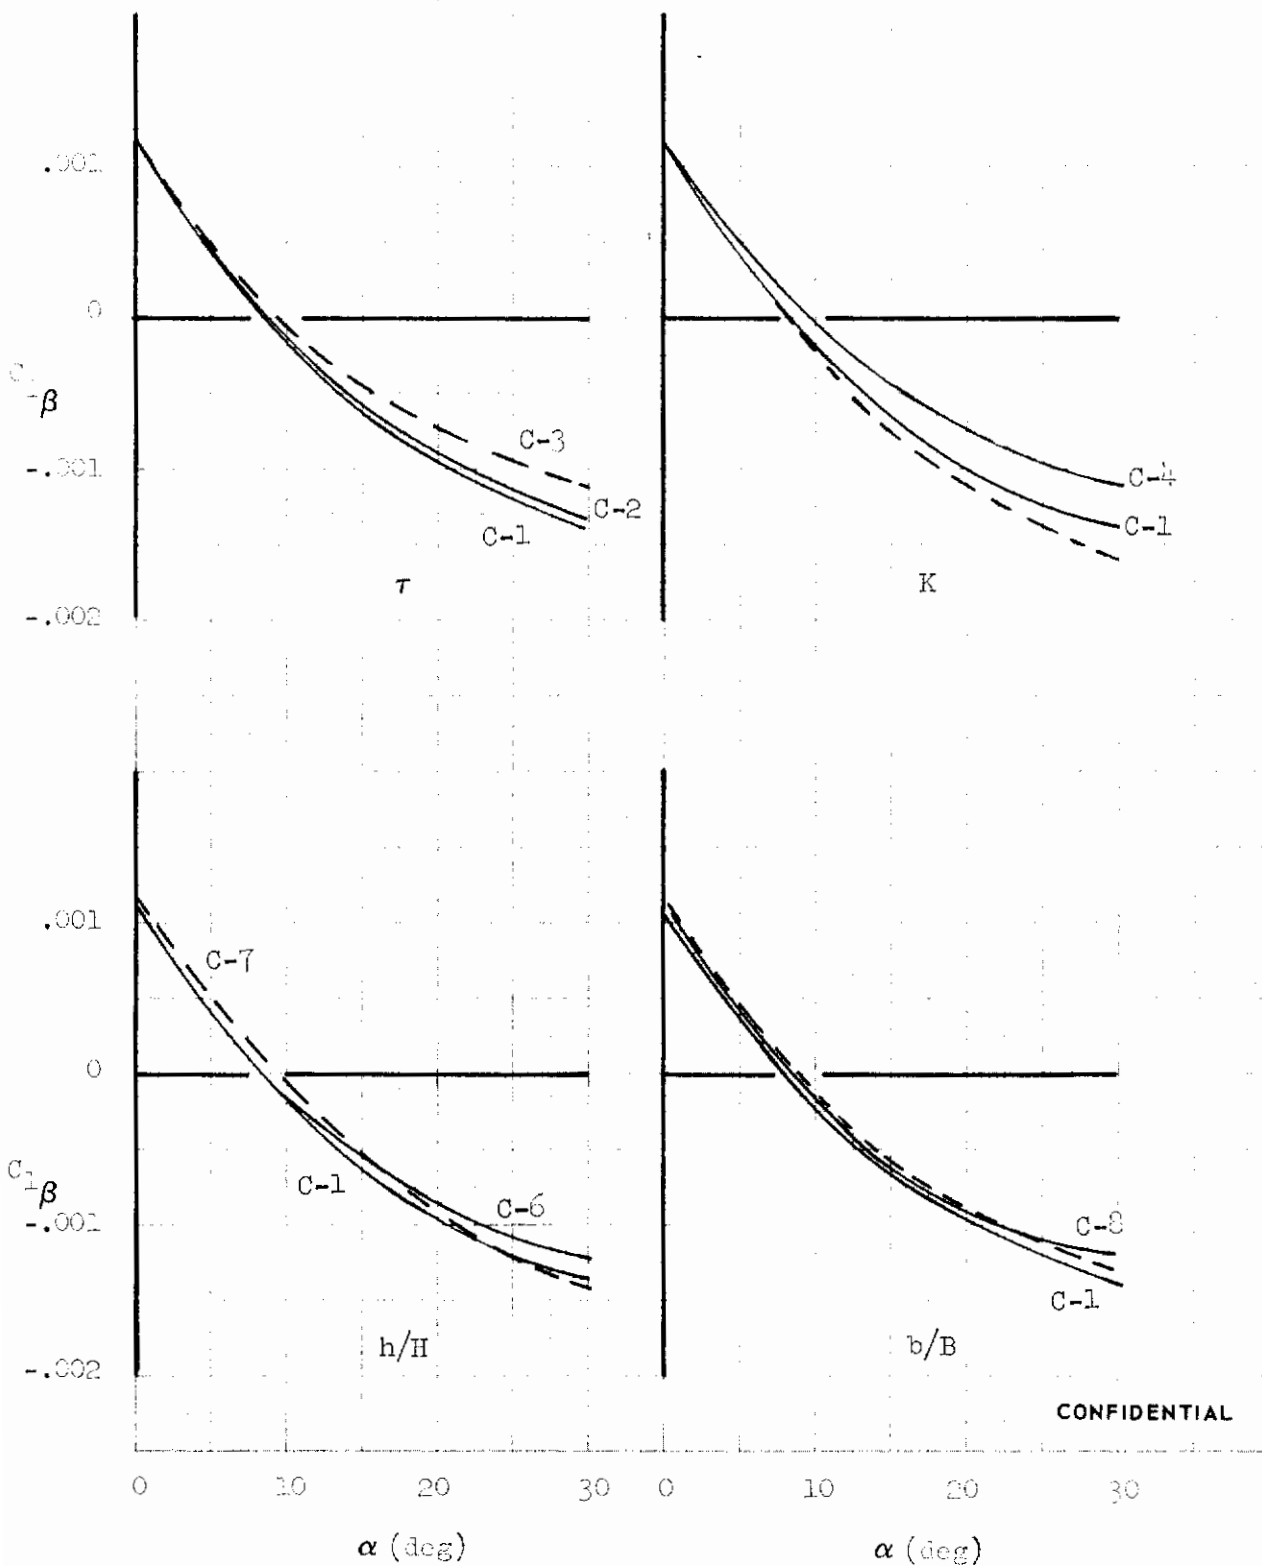 .001
0
C1β
-.001
-.002
C-3
C-2
C-1
τ
C-4
C-1
K
.001
0
C1β
-.001
-.002
C-7
C-1
C-6
h/H
C-8
C-1
b/B
CONFIDENTIAL
0 10 20 30 0 10 20 30
α (deg) α (deg)